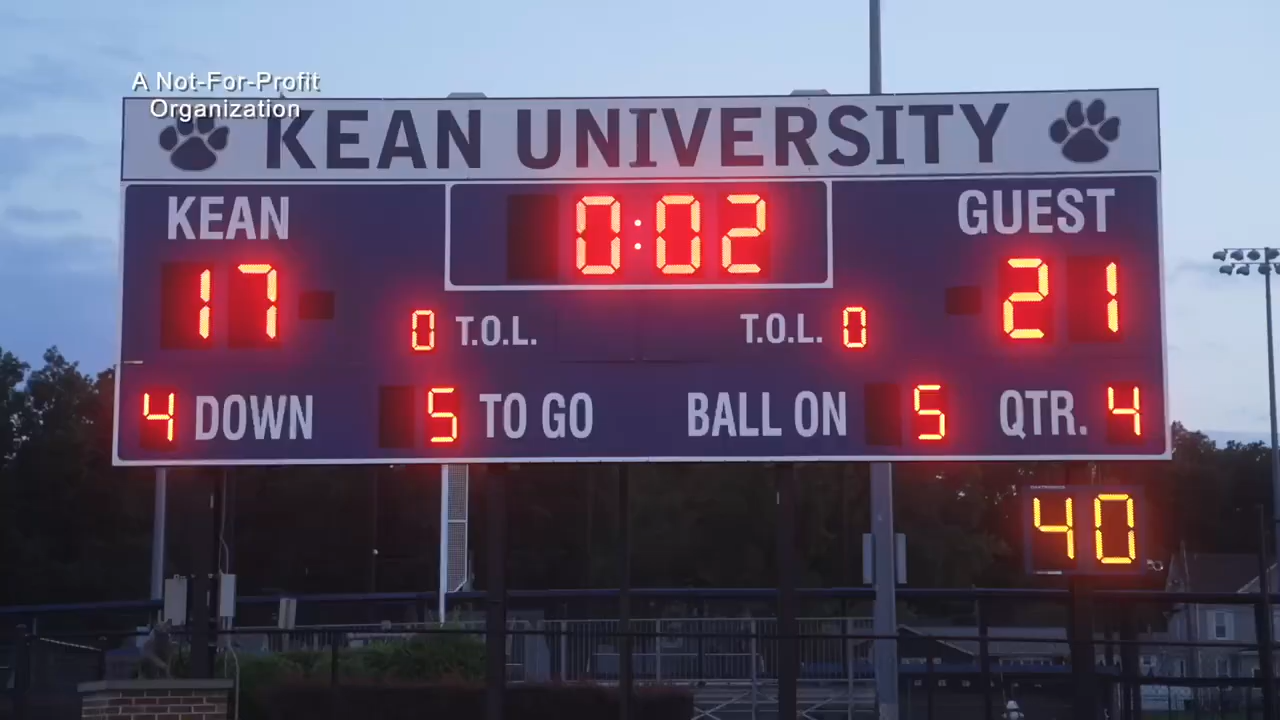 A Not-For-Profit
Organization
KEAN UNIVERSITY
KEAN 0:02 GUEST
17 0 T.O.L. T.O.L. 0 21
4 DOWN 5 TO GO BALL ON 5 QTR. 4
40